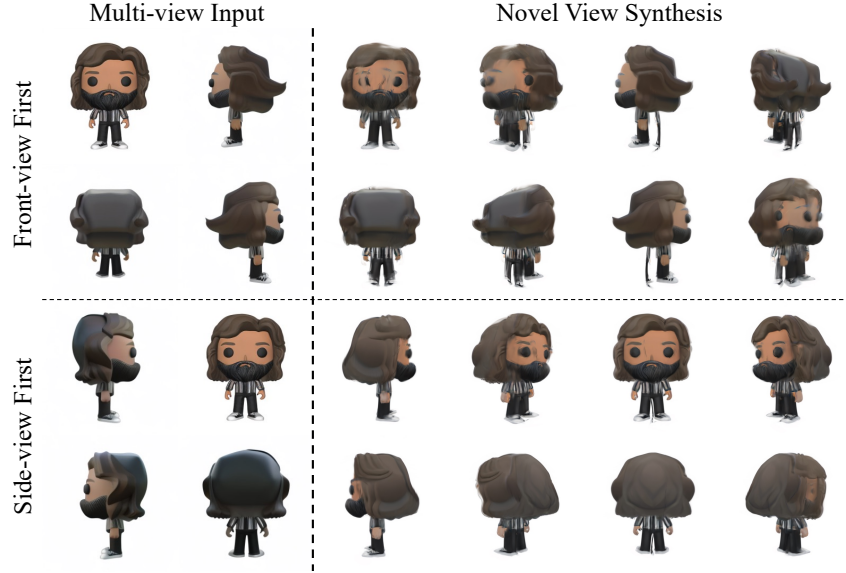 Multi-view Input
Novel View Synthesis
Front-view First
Side-view First